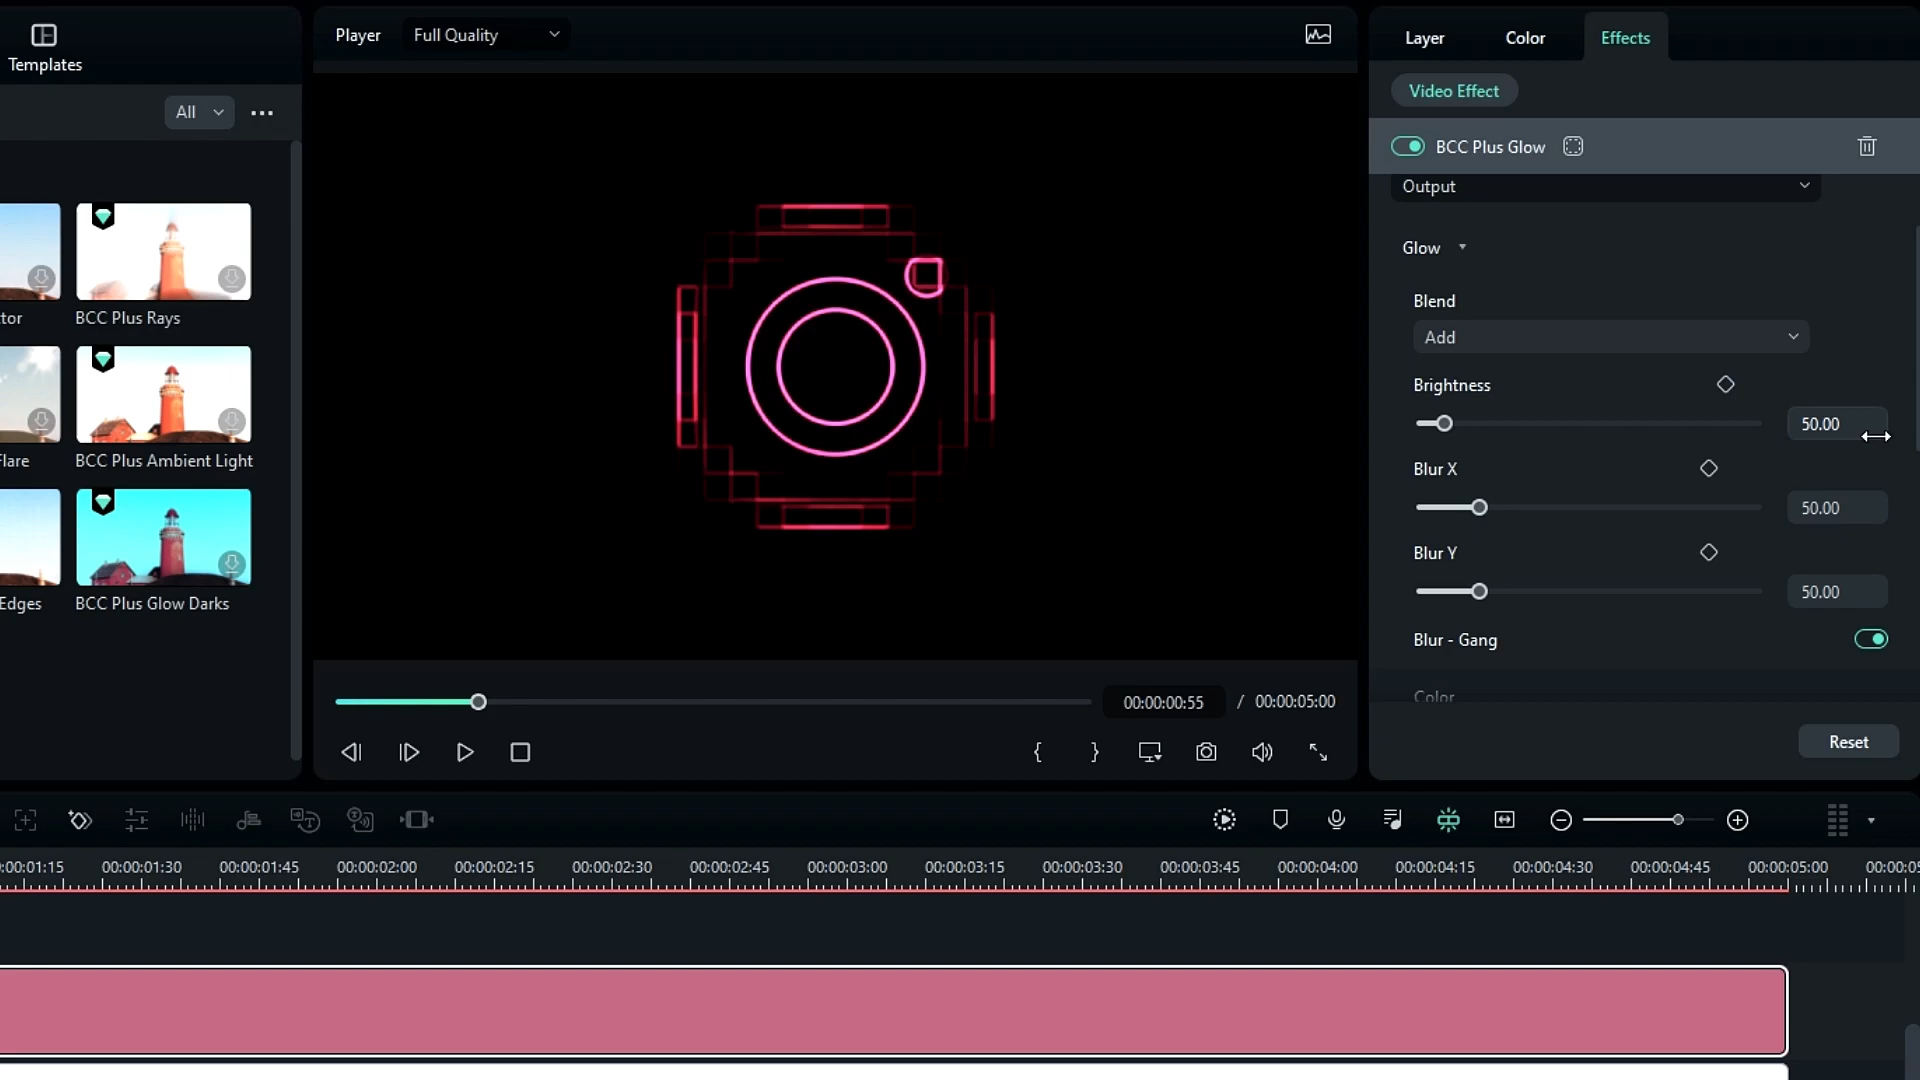 Templates
All
tor
BCC Plus Rays
Flare
BCC Plus Ambient Light
Edges
BCC Plus Glow Darks
Player
Full Quality
00:00:00:55 / 00:00:05:00
{ }
Layer
Color
Effects
Video Effect
BCC Plus Glow
Output
Glow
Blend
Add
Brightness
50.00
Blur X
50.00
Blur Y
50.00
Blur - Gang
Color
Reset
:00:01:15 00:00:01:30 00:00:01:45 00:00:02:00 00:00:02:15 00:00:02:30 00:00:02:45 00:00:03:00 00:00:03:15 00:00:03:30 00:00:03:45 00:00:04:00 00:00:04:15 00:00:04:30 00:00:04:45 00:00:05:00 00:00:05